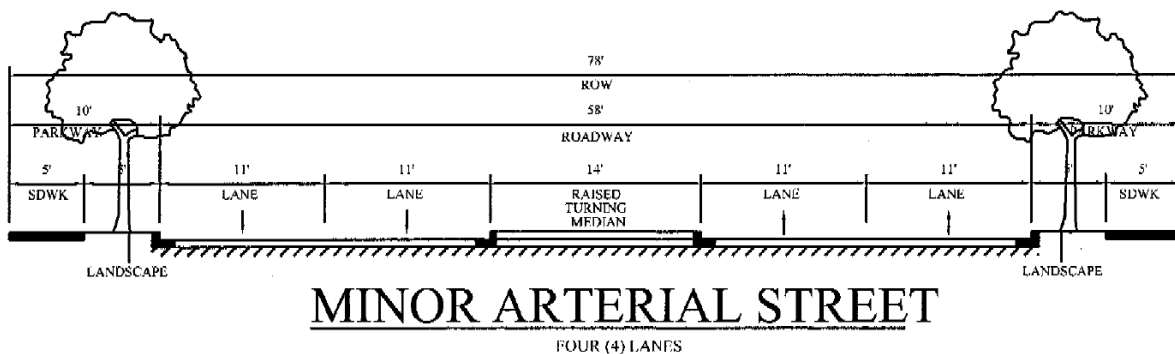 78'
ROW
10' 58' 10'
PARKWAY ROADWAY PARKWAY
5' 5' 11' 11' 14' 11' 11' 5' 5'
SDWK LANE LANE RAISED LANE LANE SDWK
TURNING
MEDIAN
LANDSCAPE LANDSCAPE
MINOR ARTERIAL STREET
FOUR (4) LANES